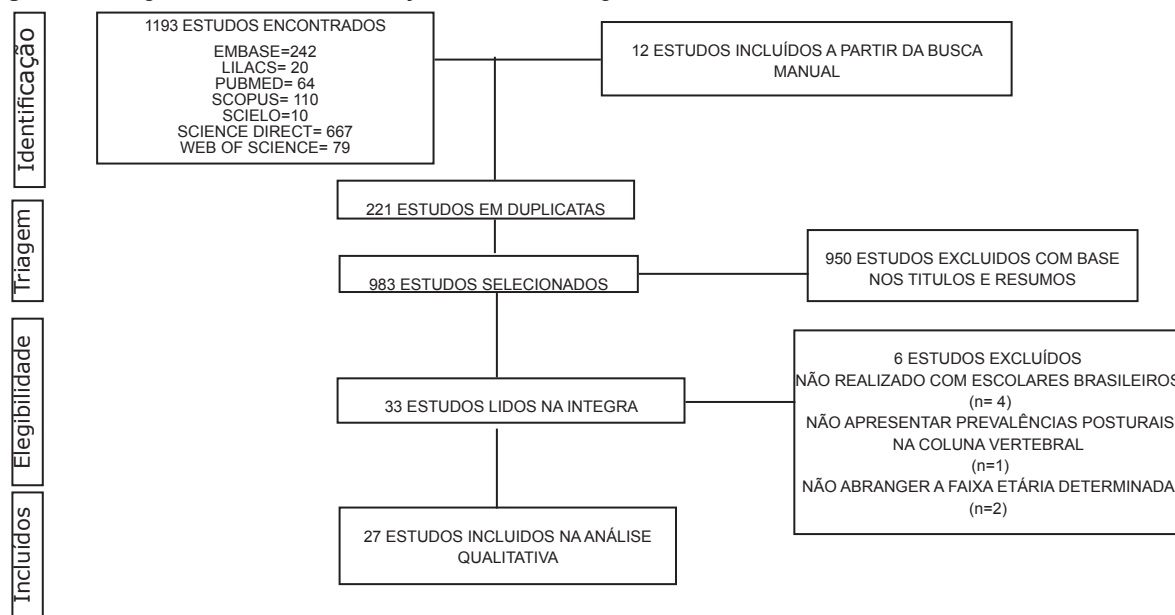 Identificação
1193 ESTUDOS ENCONTRADOS
EMBASE=242
LILACS= 20
PUBMED= 64
SCOPUS= 110
SCIELO=10
SCIENCE DIRECT= 667
WEB OF SCIENCE= 79
12 ESTUDOS INCLUÍDOS A PARTIR DA BUSCA
MANUAL
221 ESTUDOS EM DUPLICATAS
Triagem
983 ESTUDOS SELECIONADOS
950 ESTUDOS EXCLUIDOS COM BASE
NOS TITULOS E RESUMOS
Elegibilidade
33 ESTUDOS LIDOS NA INTEGRA
6 ESTUDOS EXCLUÍDOS
NÃO REALIZADO COM ESCOLARES BRASILEIROS
(n= 4)
NÃO APRESENTAR PREVALÊNCIAS POSTURAIS
NA COLUNA VERTEBRAL
(n=1)
NÃO ABRANGER A FAIXA ETÁRIA DETERMINADA
(n=2)
Incluídos
27 ESTUDOS INCLUIDOS NA ANÁLISE
QUALITATIVA